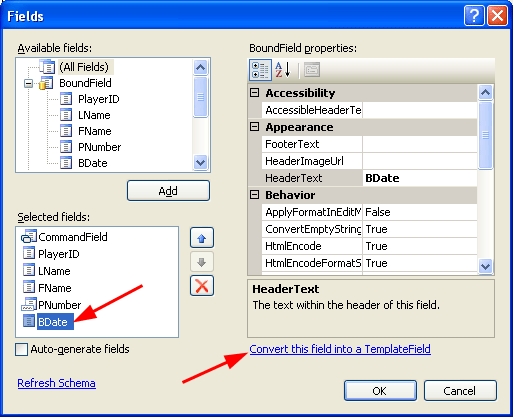 Fields
Available fields:
(All Fields)
BoundField
PlayerID
LName
FName
PNumber
BDate
Add
Selected fields:
CommandField
PlayerID
LName
FName
PNumber
BDate
Auto-generate fields
Refresh Schema
BoundField properties:
Accessibility
AccessibleHeaderTe
Appearance
FooterText
HeaderImageUrl
HeaderText BDate
Behavior
ApplyFormatInEditM False
ConvertEmptyString True
HtmlEncode True
HtmlEncodeFormatS True
HeaderText
The text within the header of this field.
Convert this field into a TemplateField
OK Cancel